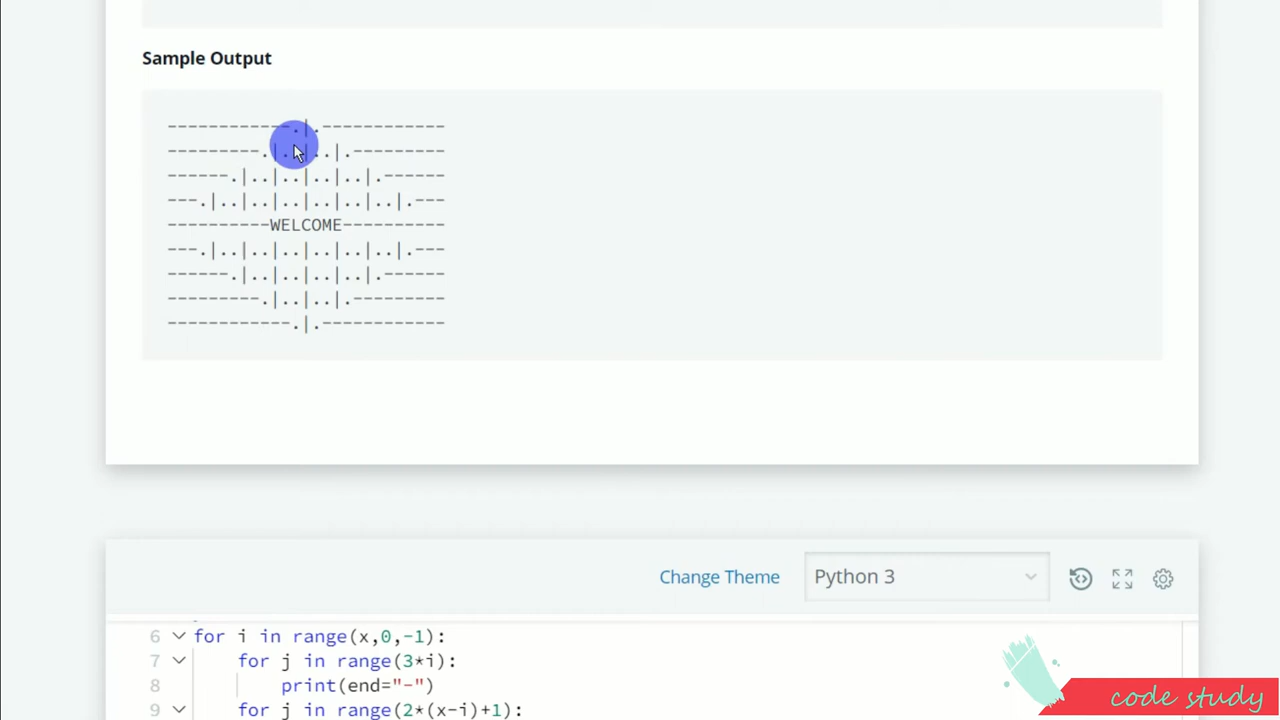 Sample Output
------------.|.------------
---------.|..|..|.---------
------.|..|..|..|..|.------
---.|..|..|..|..|..|..|.---
----------WELCOME----------
---.|..|..|..|..|..|..|.---
------.|..|..|..|..|.------
---------.|..|..|.---------
------------.|.------------
Change Theme Python 3
6 for i in range(x,0,-1):
7 for j in range(3*i):
8 print(end="-")
9 for j in range(2*(x-i)+1):
code study